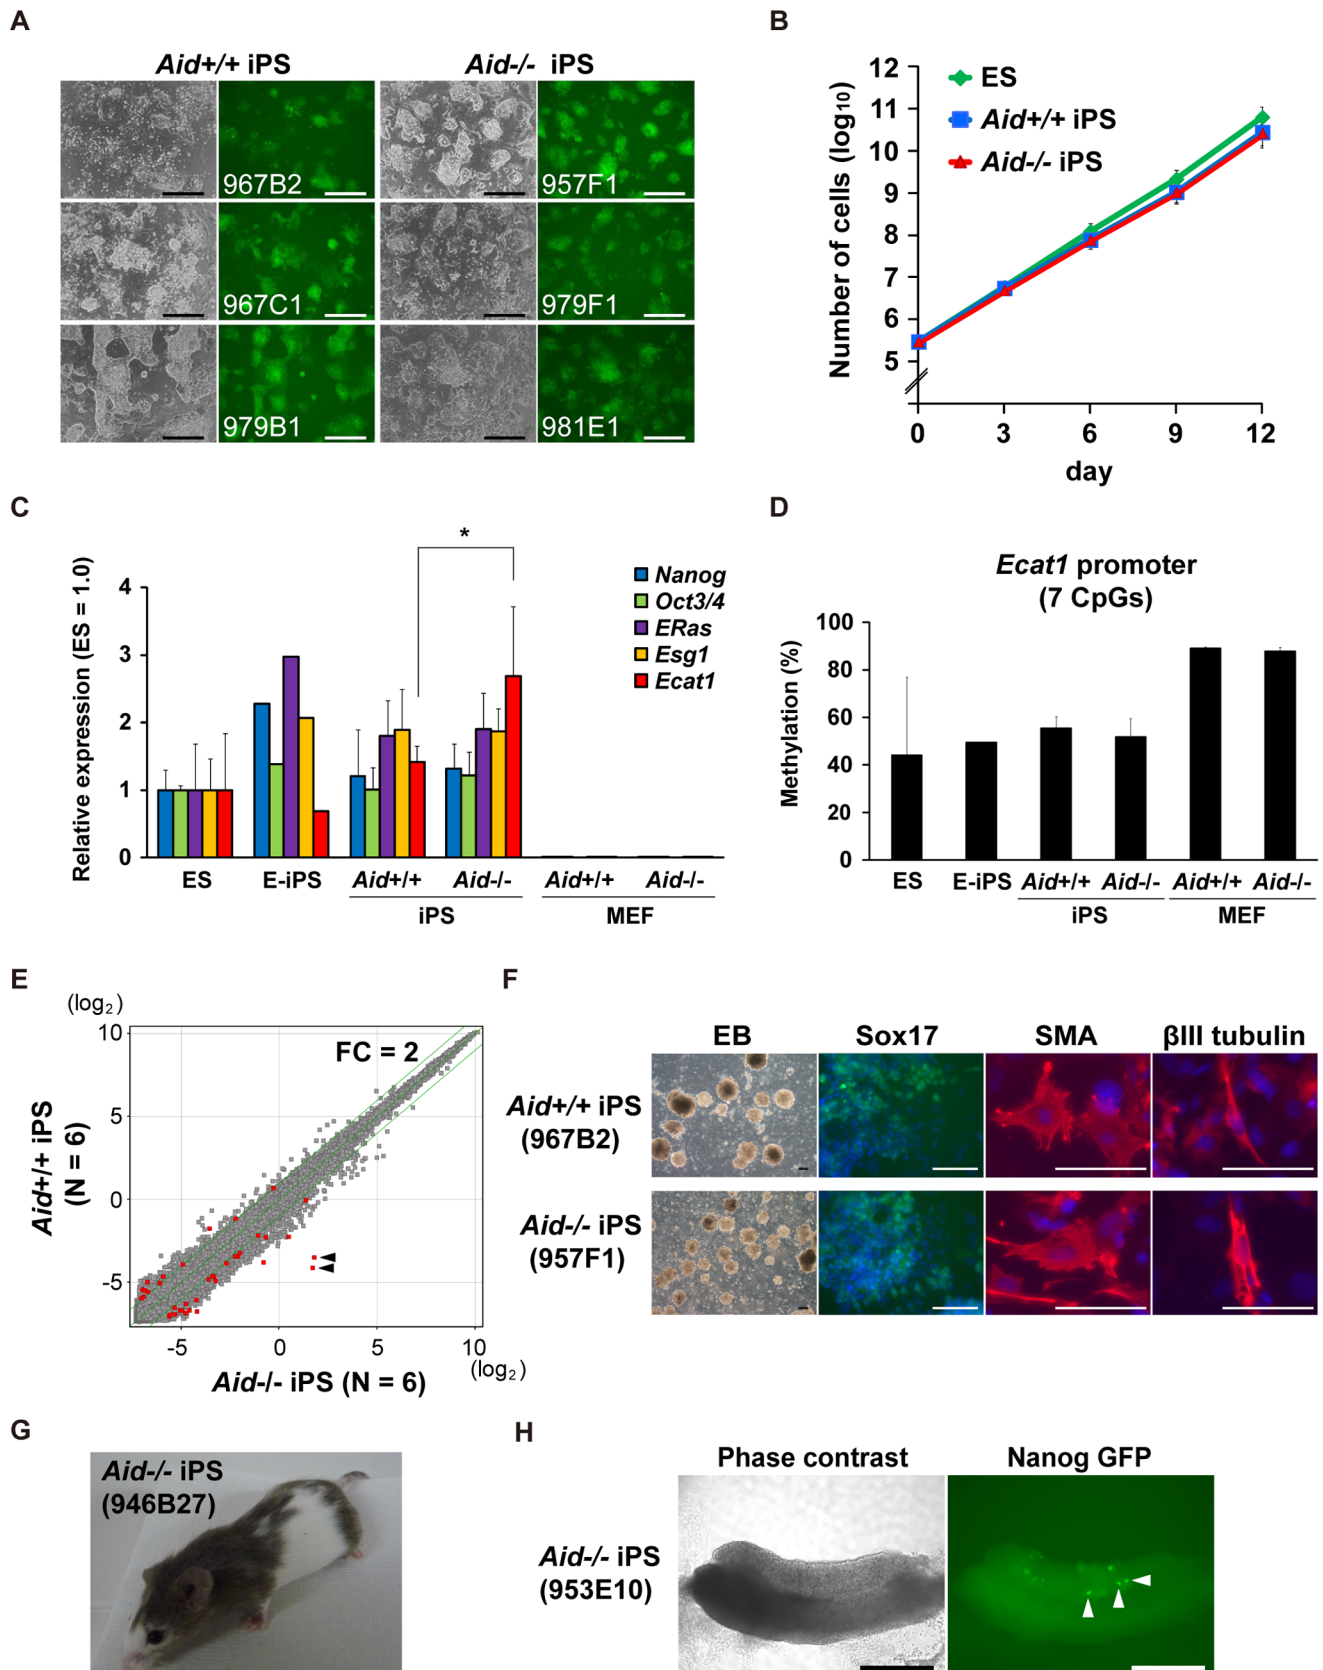 A
Aid+/+ iPS
Aid-/- iPS
967B2
957F1
967C1
979F1
979B1
981E1
B
ES
Aid+/+ iPS
Aid-/- iPS
Number of cells (log10)
12
11
10
9
8
7
6
5
0
3
6
9
12
day
C
*
Relative expression (ES = 1.0)
4
3
2
1
0
Nanog
Oct3/4
ERas
Esg1
Ecat1
ES
E-iPS
Aid+/+
Aid-/-
Aid+/+
Aid-/-
iPS
MEF
D
Ecat1 promoter
(7 CpGs)
Methylation (%)
100
80
60
40
20
0
ES
E-iPS
Aid+/+
Aid-/-
Aid+/+
Aid-/-
iPS
MEF
E
(log2)
FC = 2
Aid+/+ iPS
(N = 6)
10
5
0
-5
-5
0
5
10
(log2)
Aid-/- iPS (N = 6)
F
EB
Sox17
SMA
βIII tubulin
Aid+/+ iPS
(967B2)
Aid-/- iPS
(957F1)
G
Aid-/- iPS
(946B27)
H
Phase contrast
Nanog GFP
Aid-/- iPS
(953E10)